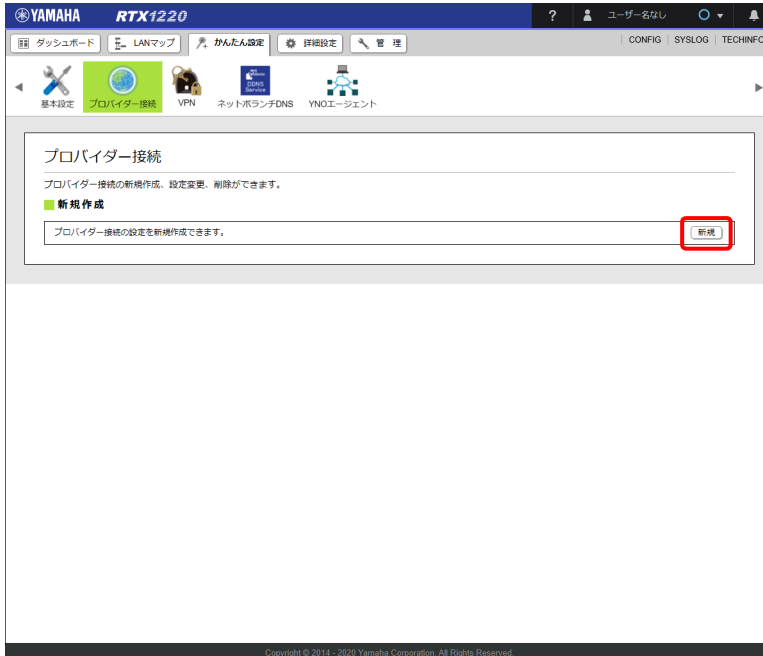 YAMAHA RTX1220 ? ユーザー名なし
ダッシュボード LANマップ かんたん設定 詳細設定 管理 CONFIG SYSLOG TECHINFO
基本設定 プロバイダー接続 VPN DDNS Service ネットボランチDNS YNOエージェント
プロバイダー接続
プロバイダー接続の新規作成、設定変更、削除ができます。
新規作成
プロバイダー接続の設定を新規作成できます。 新規
Copyright © 2014 - 2020 Yamaha Corporation. All Rights Reserved.